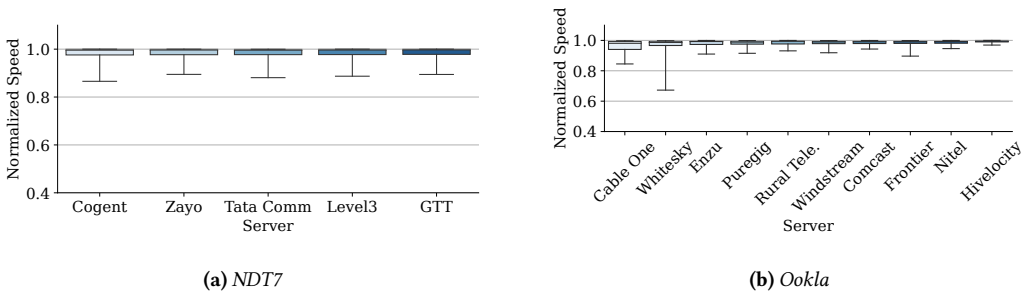 Normalized Speed
1.0
0.8
0.6
0.4
Cogent
Zayo
Tata Comm
Level3
GTT
Server
(a) NDT7
Normalized Speed
1.0
0.8
0.6
0.4
Cable One
Whitesky
Enzu
Puregig
Rural Tele.
Windstream
Comcast
Frontier
Nitel
Hivelocity
Server
(b) Ookla